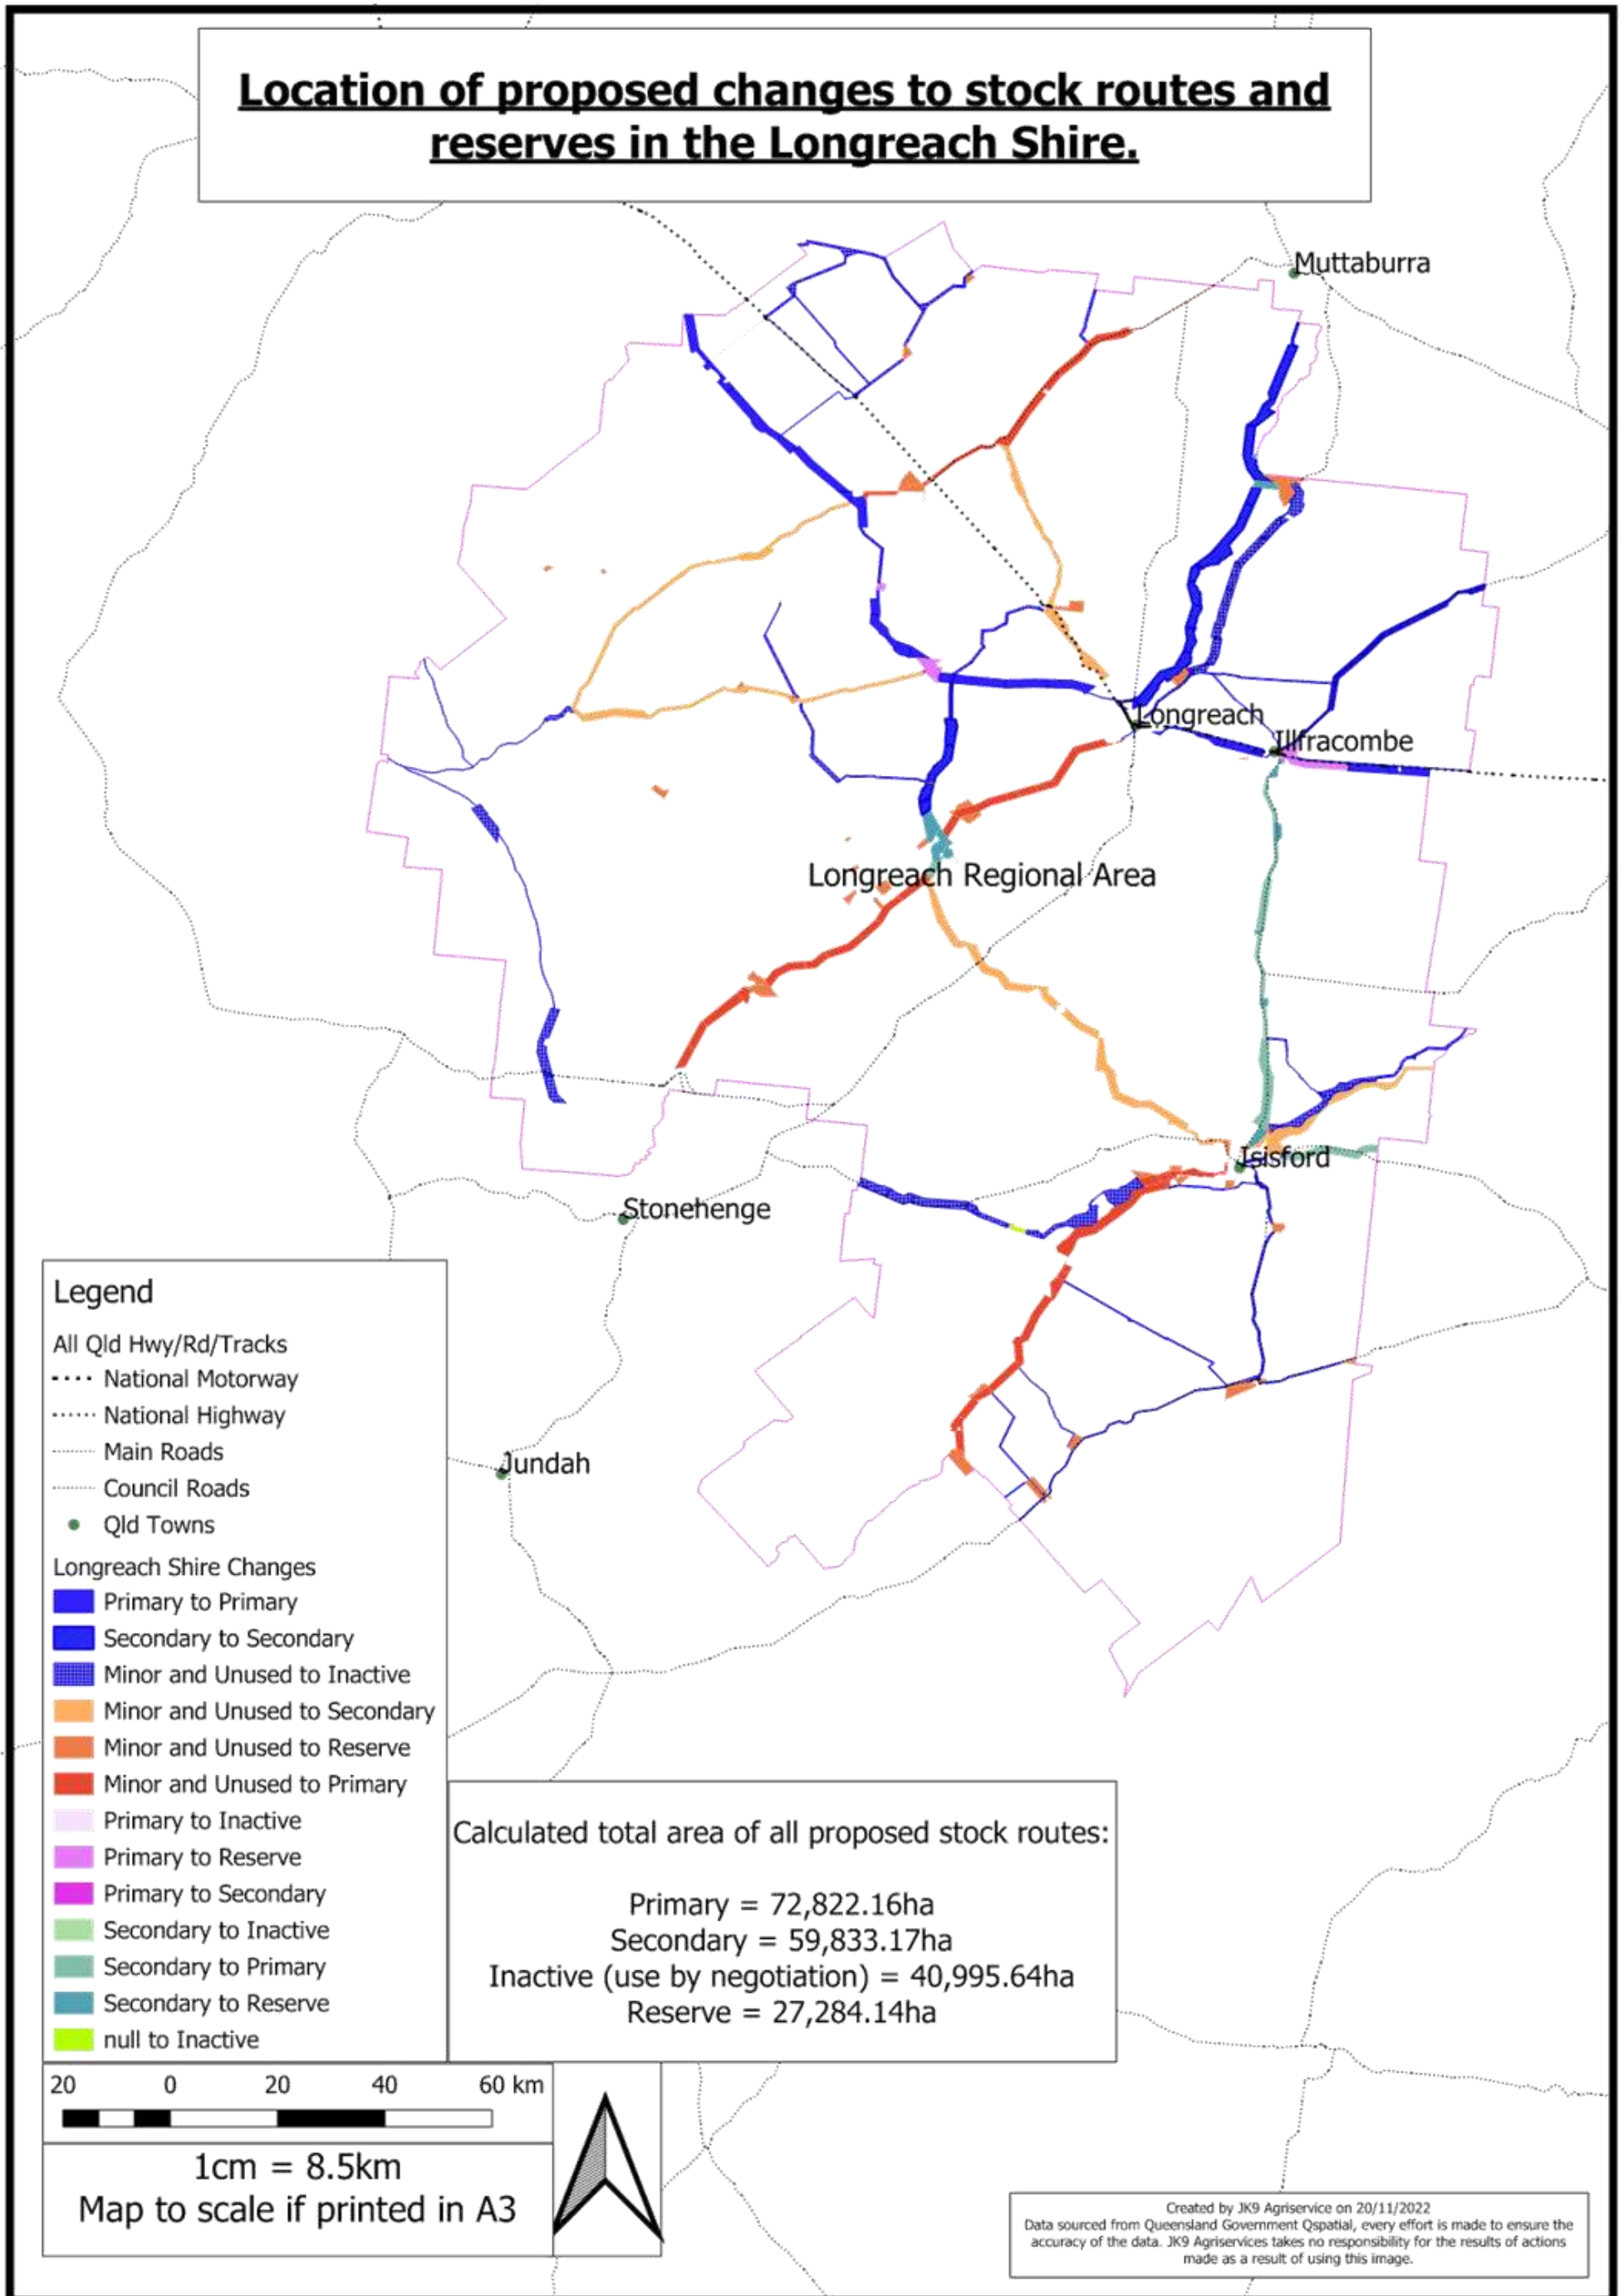 Location of proposed changes to stock routes and
reserves in the Longreach Shire.
Muttaburra
Longreach
Illfracombe
Longreach Regional Area
Isisford
Stonehenge
Jundah
Legend
All Qld Hwy/Rd/Tracks
National Motorway
National Highway
Main Roads
Council Roads
Qld Towns
Longreach Shire Changes
Primary to Primary
Secondary to Secondary
Minor and Unused to Inactive
Minor and Unused to Secondary
Minor and Unused to Reserve
Minor and Unused to Primary
Primary to Inactive
Primary to Reserve
Primary to Secondary
Secondary to Inactive
Secondary to Primary
Secondary to Reserve
null to Inactive
Calculated total area of all proposed stock routes:
Primary = 72,822.16ha
Secondary = 59,833.17ha
Inactive (use by negotiation) = 40,995.64ha
Reserve = 27,284.14ha
20 0 20 40 60 km
1cm = 8.5km
Map to scale if printed in A3
Created by JK9 Agriservice on 20/11/2022
Data sourced from Queensland Government Qspatial, every effort is made to ensure the
accuracy of the data. JK9 Agriservices takes no responsibility for the results of actions
made as a result of using this image.